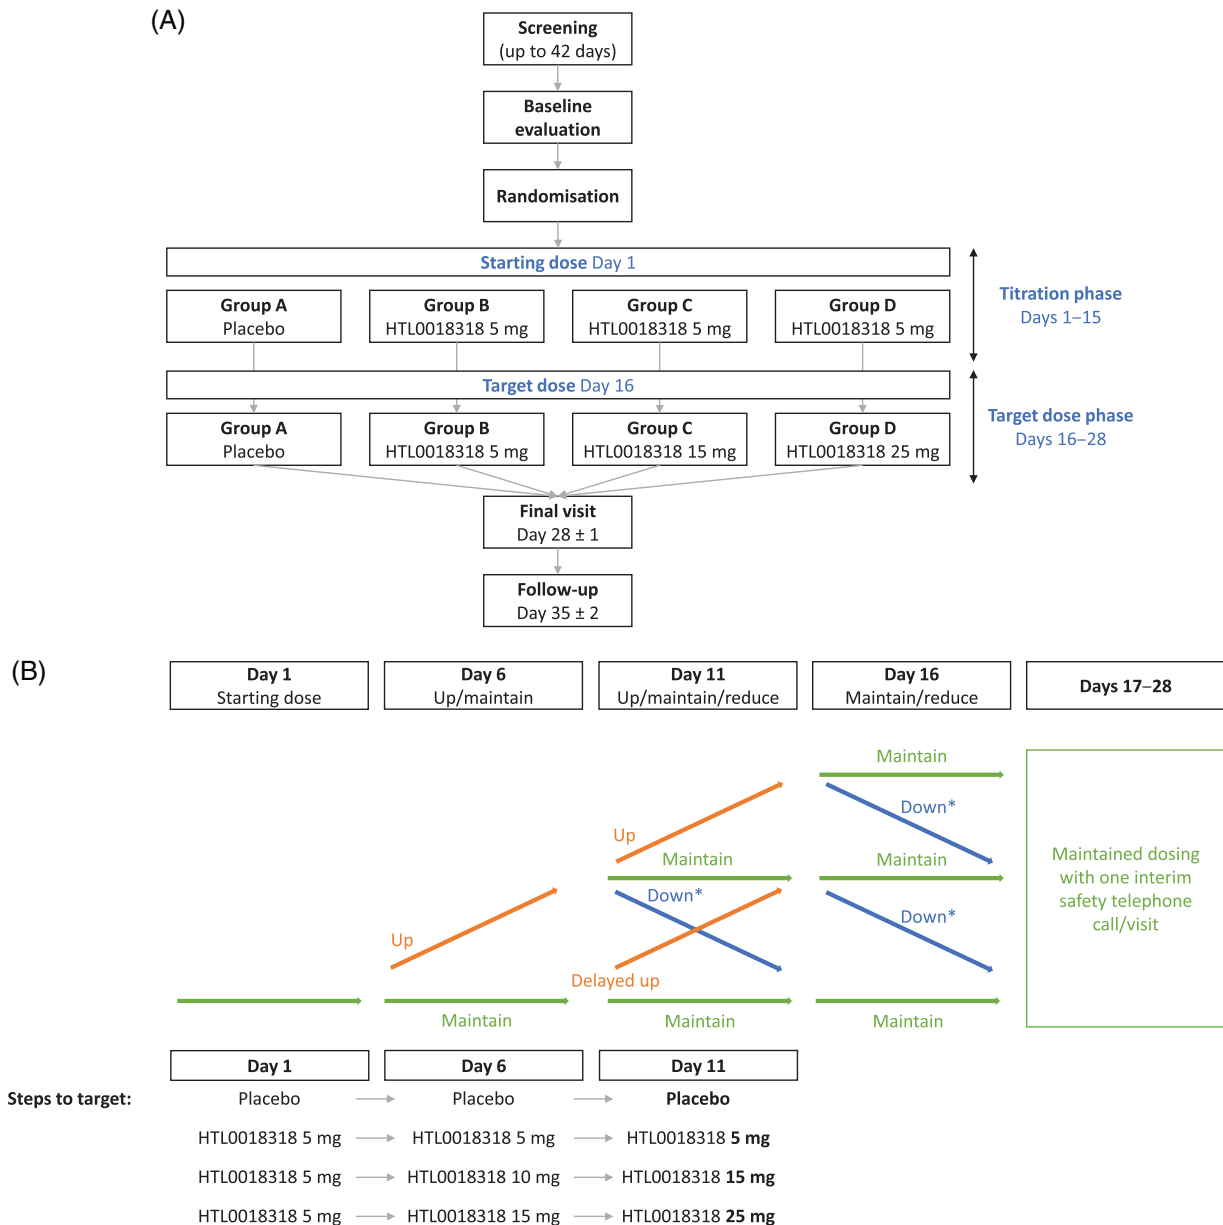 (A)
Screening
(up to 42 days)
Baseline
evaluation
Randomisation
Starting dose Day 1
Group A
Placebo
Group B
HTL0018318 5 mg
Group C
HTL0018318 5 mg
Group D
HTL0018318 5 mg
Titration phase
Days 1–15
Target dose Day 16
Group A
Placebo
Group B
HTL0018318 5 mg
Group C
HTL0018318 15 mg
Group D
HTL0018318 25 mg
Target dose phase
Days 16–28
Final visit
Day 28 ± 1
Follow-up
Day 35 ± 2
(B)
Day 1
Starting dose
Day 6
Up/maintain
Day 11
Up/maintain/reduce
Day 16
Maintain/reduce
Days 17–28
Maintain
Down*
Up
Maintain
Maintain
Down*
Down*
Up
Delayed up
Maintain
Maintain
Maintain
Maintained dosing
with one interim
safety telephone
call/visit
Day 1
Day 6
Day 11
Steps to target:
Placebo
Placebo
Placebo
HTL0018318 5 mg
HTL0018318 5 mg
HTL0018318 5 mg
HTL0018318 5 mg
HTL0018318 10 mg
HTL0018318 15 mg
HTL0018318 5 mg
HTL0018318 15 mg
HTL0018318 25 mg